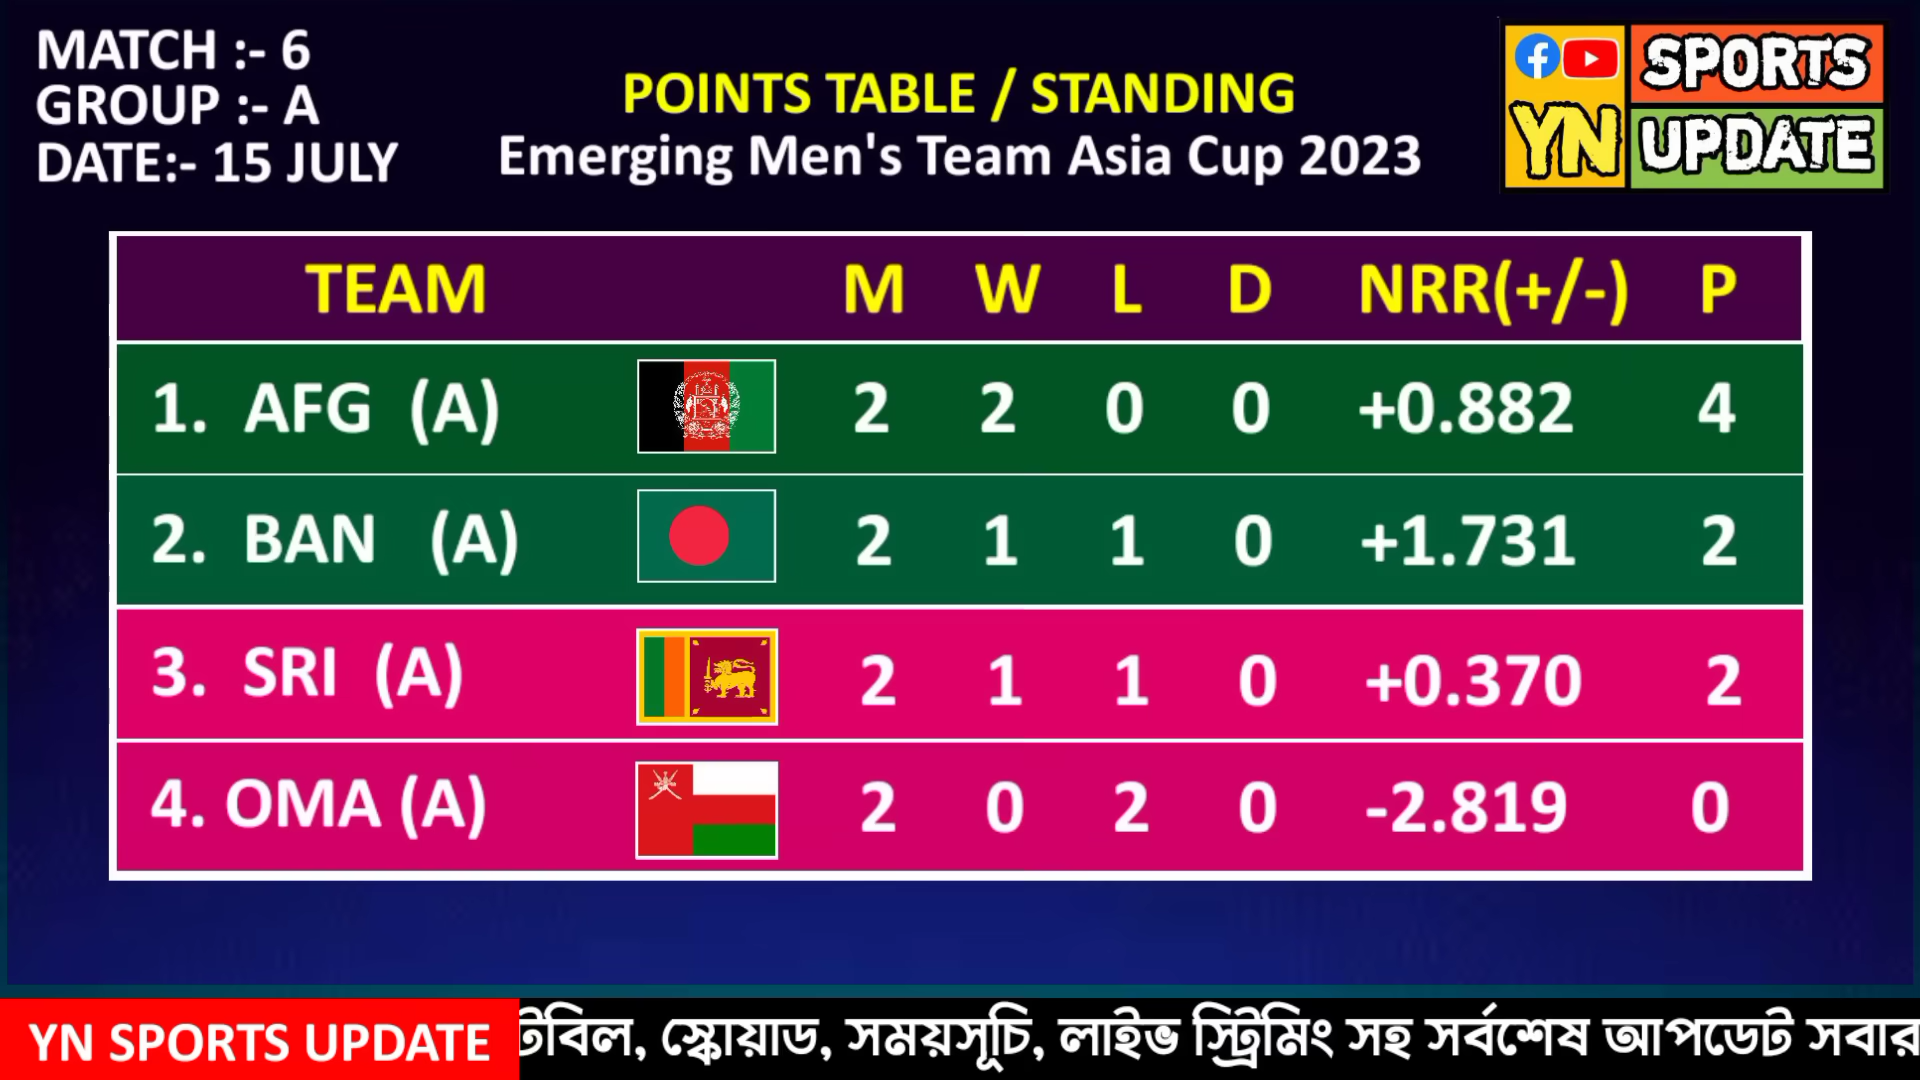 MATCH :- 6
GROUP :- A
DATE:- 15 JULY
POINTS TABLE / STANDING
Emerging Men's Team Asia Cup 2023
SPORTS
YN UPDATE
TEAM M W L D NRR(+/-) P
1. AFG (A) 2 2 0 0 +0.882 4
2. BAN (A) 2 1 1 0 +1.731 2
3. SRI (A) 2 1 1 0 +0.370 2
4. OMA (A) 2 0 2 0 -2.819 0
YN SPORTS UPDATE টেবিল, স্কোয়াড, সময়সূচি, লাইভ স্ট্রিমিং সহ সর্বশেষ আপডেট সবার